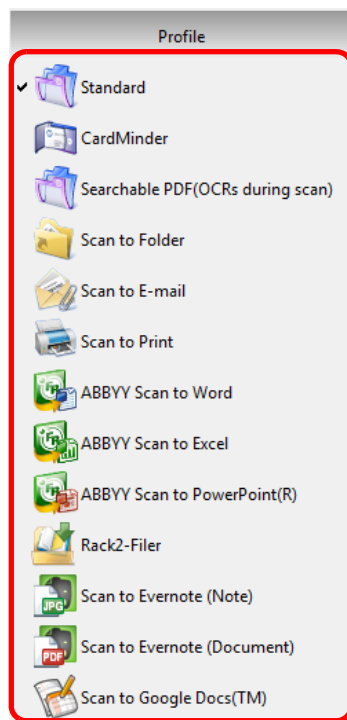 Profile
Standard
CardMinder
Searchable PDF(OCRs during scan)
Scan to Folder
Scan to E-mail
Scan to Print
ABBYY Scan to Word
ABBYY Scan to Excel
ABBYY Scan to PowerPoint(R)
Rack2-Filer
JPG Scan to Evernote (Note)
PDF Scan to Evernote (Document)
Scan to Google Docs(TM)